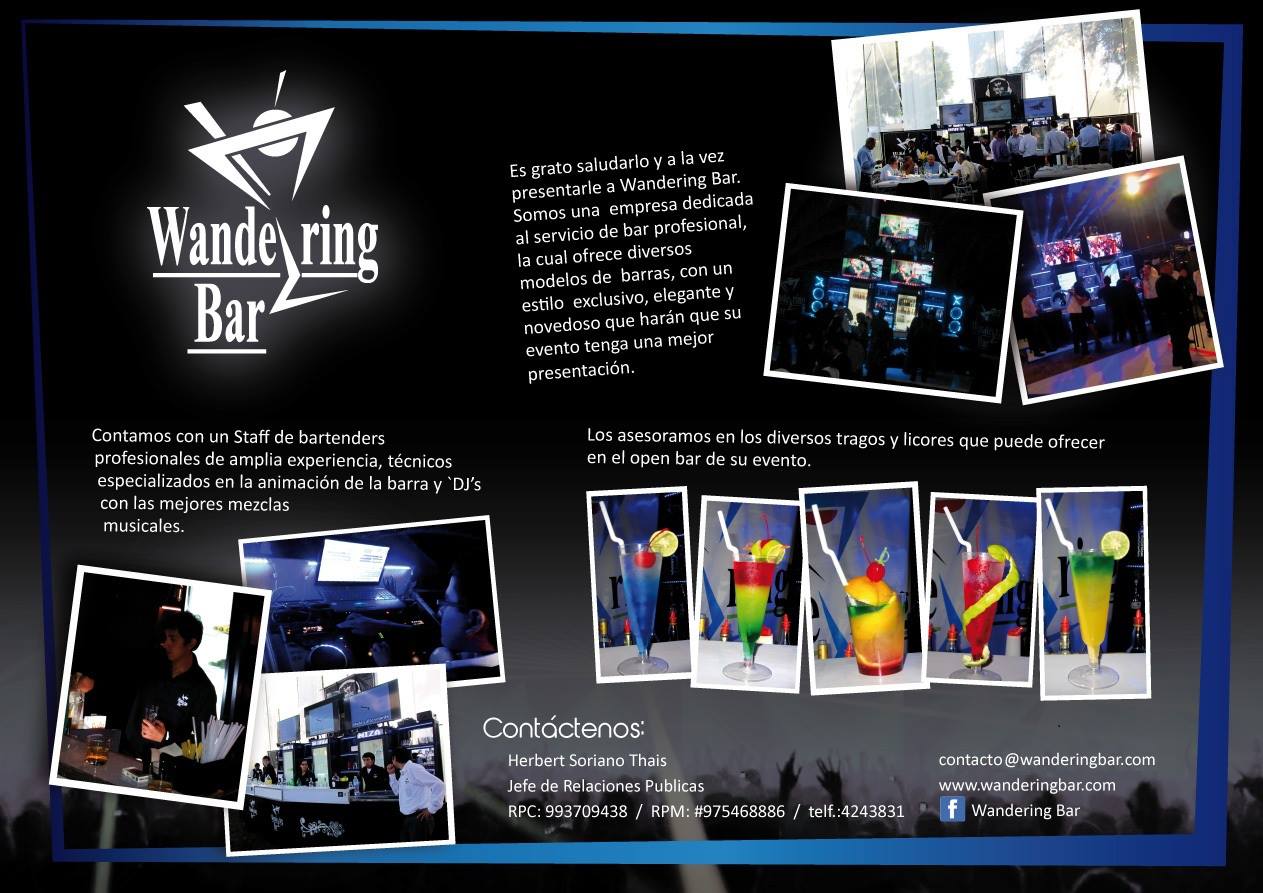 Wandering
Bar
Es grato saludarlo y a la vez
presentarle a Wandering Bar.
Somos una empresa dedicada
al servicio de bar profesional,
la cual ofrece diversos
modelos de barras, con un
estilo exclusivo, elegante y
novedoso que harán que su
evento tenga una mejor
presentación.
Contamos con un Staff de bartenders
profesionales de amplia experiencia, técnicos
especializados en la animación de la barra y `DJ’s
con las mejores mezclas
musicales.
Los asesoramos en los diversos tragos y licores que puede ofrecer
en el open bar de su evento.
Contáctenos:
Herbert Soriano Thais
Jefe de Relaciones Publicas
RPC: 993709438 / RPM: #975468886 / telf.:4243831
contacto@wanderingbar.com
www.wanderingbar.com
f Wandering Bar